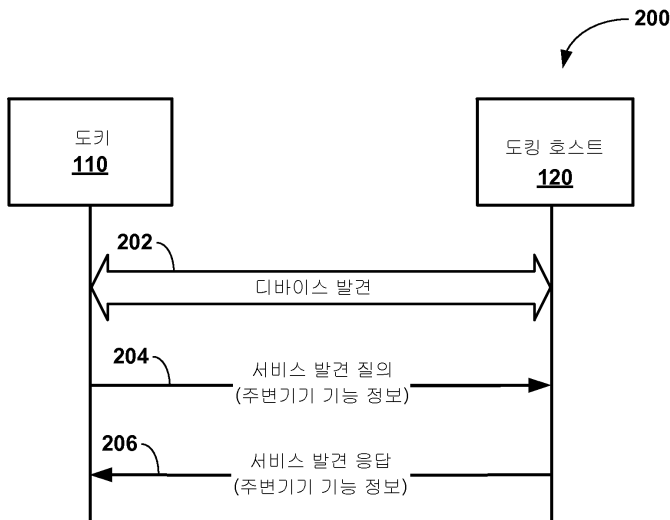 200
도키
110
도킹 호스트
120
202
디바이스 발견
204
서비스 발견 질의
(주변기기 기능 정보)
206
서비스 발견 응답
(주변기기 기능 정보)